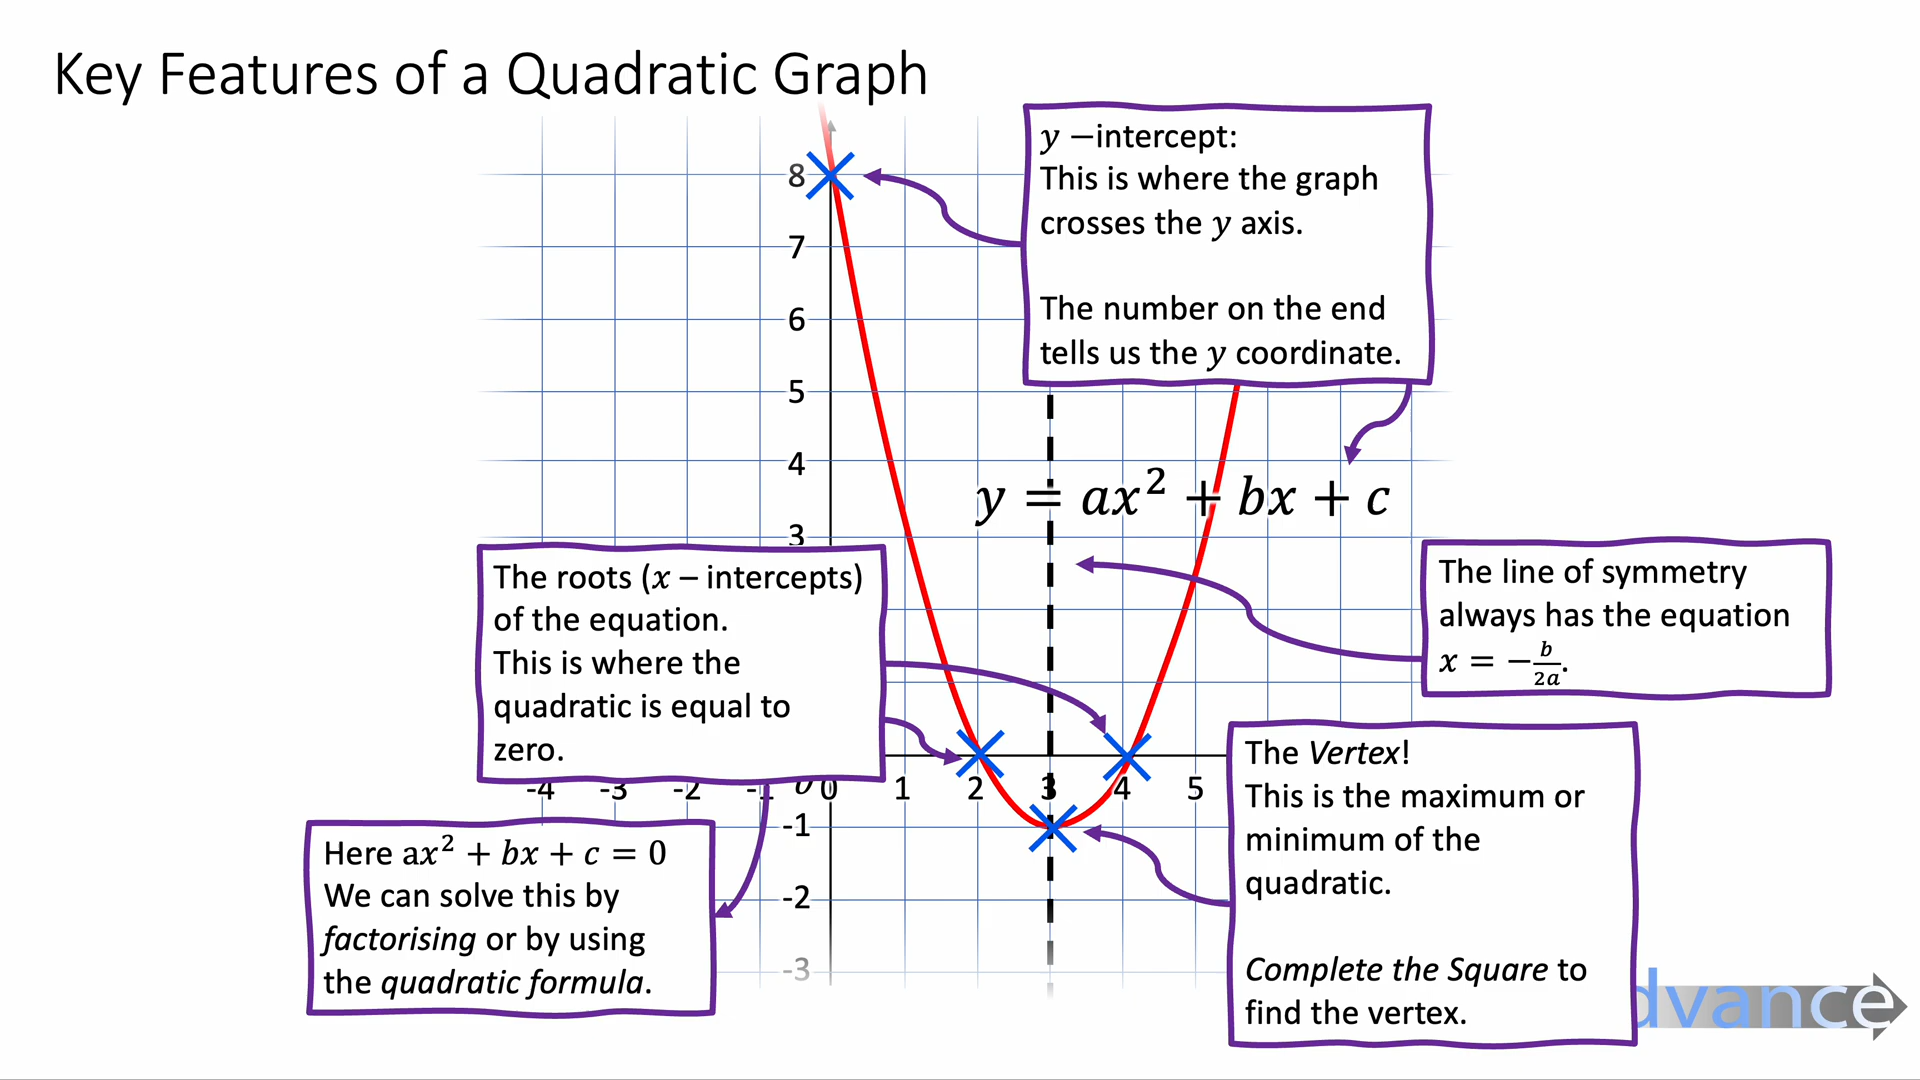 Key Features of a Quadratic Graph
y –intercept:
This is where the graph
crosses the y axis.
The number on the end
tells us the y coordinate.
8
7
6
5
4
3
y = ax² + bx + c
The roots (x – intercepts)
of the equation.
This is where the
quadratic is equal to
zero.
The line of symmetry
always has the equation
x = −b/2a.
-4 -3 -2 -1 0 0 1 2 3 4 5
-1
-2
-3
Here ax² + bx + c = 0
We can solve this by
factorising or by using
the quadratic formula.
The Vertex!
This is the maximum or
minimum of the
quadratic.
Complete the Square to
find the vertex.
dvance